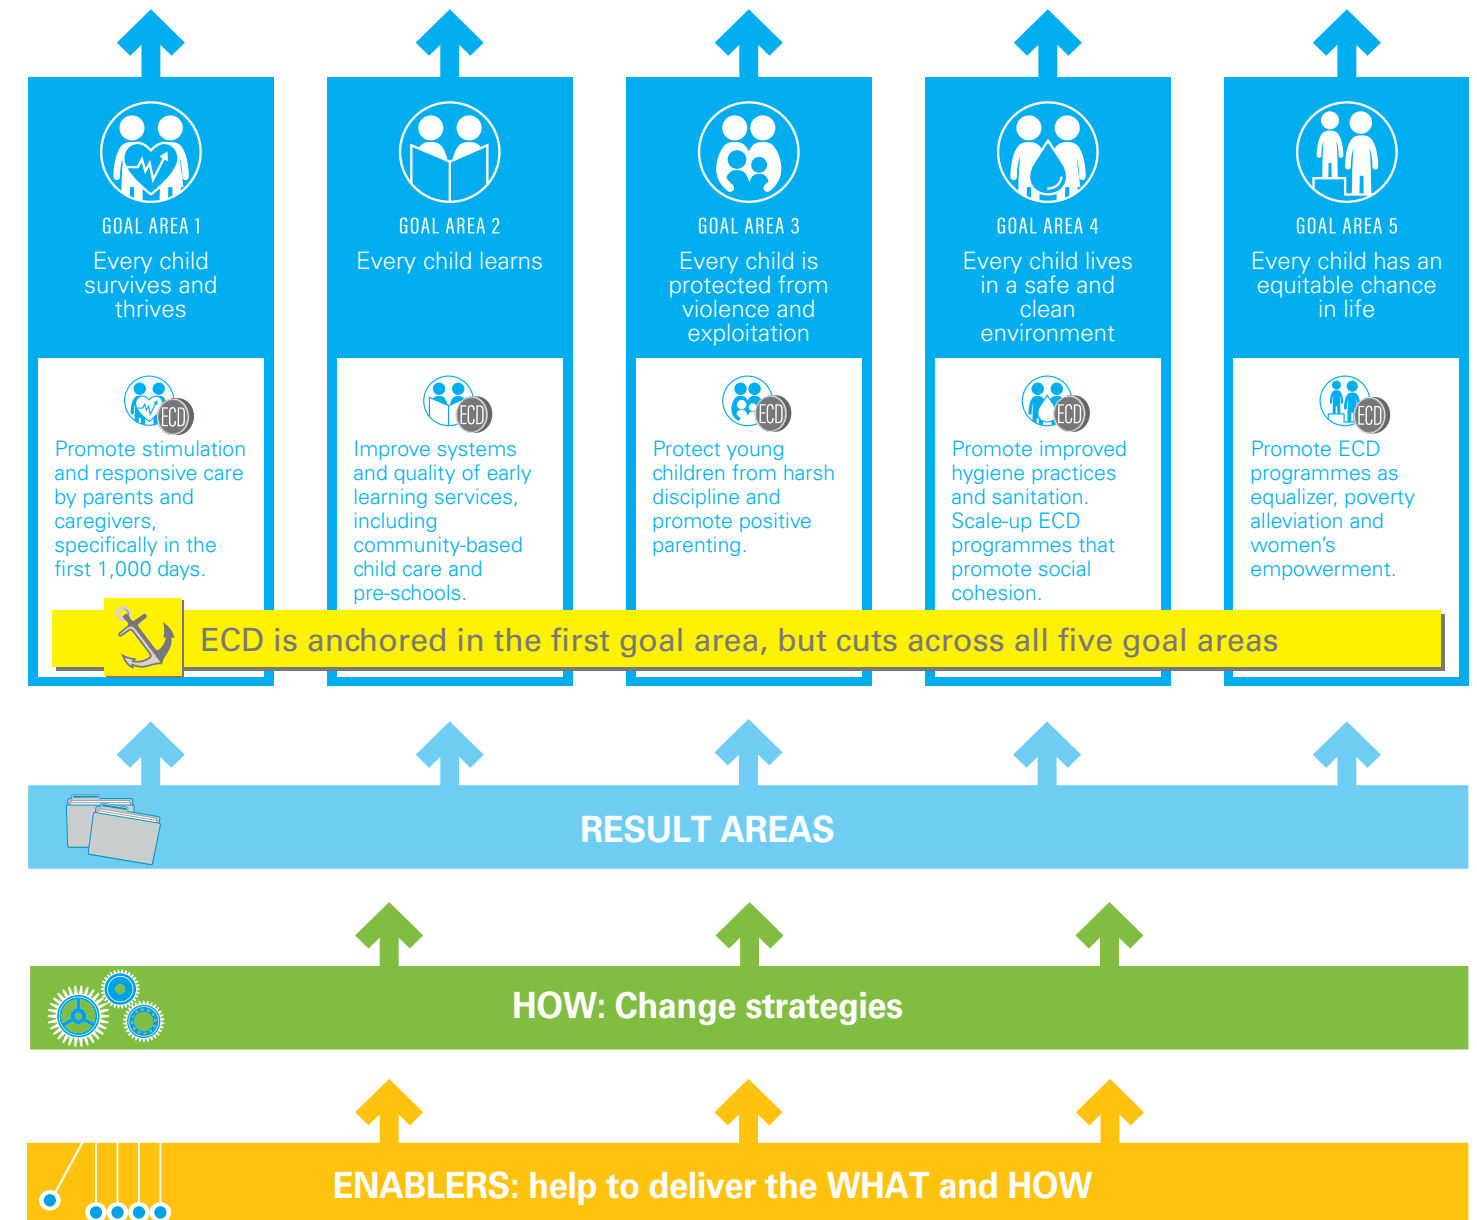 GOAL AREA 1
Every child
survives and
thrives
GOAL AREA 2
Every child learns
GOAL AREA 3
Every child is
protected from
violence and
exploitation
GOAL AREA 4
Every child lives
in a safe and
clean
environment
GOAL AREA 5
Every child has an
equitable chance
in life
ECD
Promote stimulation
and responsive care
by parents and
caregivers,
specifically in the
first 1,000 days.
ECD
Improve systems
and quality of early
learning services,
including
community-based
child care and
pre-schools.
ECD
Protect young
children from harsh
discipline and
promote positive
parenting.
ECD
Promote improved
hygiene practices
and sanitation.
Scale-up ECD
programmes that
promote social
cohesion.
ECD
Promote ECD
programmes as
equalizer, poverty
alleviation and
women’s
empowerment.
ECD is anchored in the first goal area, but cuts across all five goal areas
RESULT AREAS
HOW: Change strategies
ENABLERS: help to deliver the WHAT and HOW